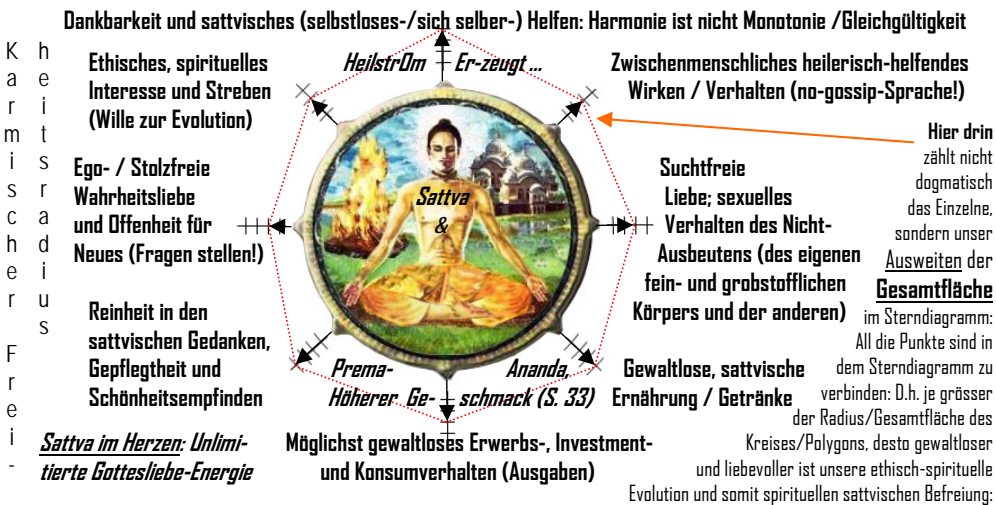 Dankbarkeit und sattvisches (selbstloses-/sich selber-) Helfen: Harmonie ist nicht Monotonie /Gleichgültigkeit
Karmischer Frei-
heitsradius
HeilstrOm Er-zeugt ...
Ethisches, spirituelles
Interesse und Streben
(Wille zur Evolution)
Zwischenmenschliches heilerisch-helfendes
Wirken / Verhalten (no-gossip-Sprache!)
Ego- / Stolzfreie
Wahrheitsliebe
und Offenheit für
Neues (Fragen stellen!)
Sattva
&
Suchtfreie
Liebe; sexuelles
Verhalten des Nicht-
Ausbeutens (des eigenen
fein- und grobstofflichen
Körpers und der anderen)
Reinheit in den
sattvischen Gedanken,
Gepflegtheit und
Schönheitsempfinden
Prema- Ananda,
Höherer Ge- schmack (S. 33)
Gewaltlose, sattvische
Ernährung / Getränke
Sattva im Herzen: Unlimi-
tierte Gottesliebe-Energie
Möglichst gewaltloses Erwerbs-, Investment-
und Konsumverhalten (Ausgaben)
Hier drin
zählt nicht
dogmatisch
das Einzelne,
sondern unser
Ausweiten der
Gesamtfläche
im Sterndiagramm:
All die Punkte sind in
dem Sterndiagramm zu
verbinden: D.h. je grösser
der Radius/Gesamtfläche des
Kreises/Polygons, desto gewaltloser
und liebevoller ist unsere ethisch-spirituelle
Evolution und somit spirituellen sattvischen Befreiung: